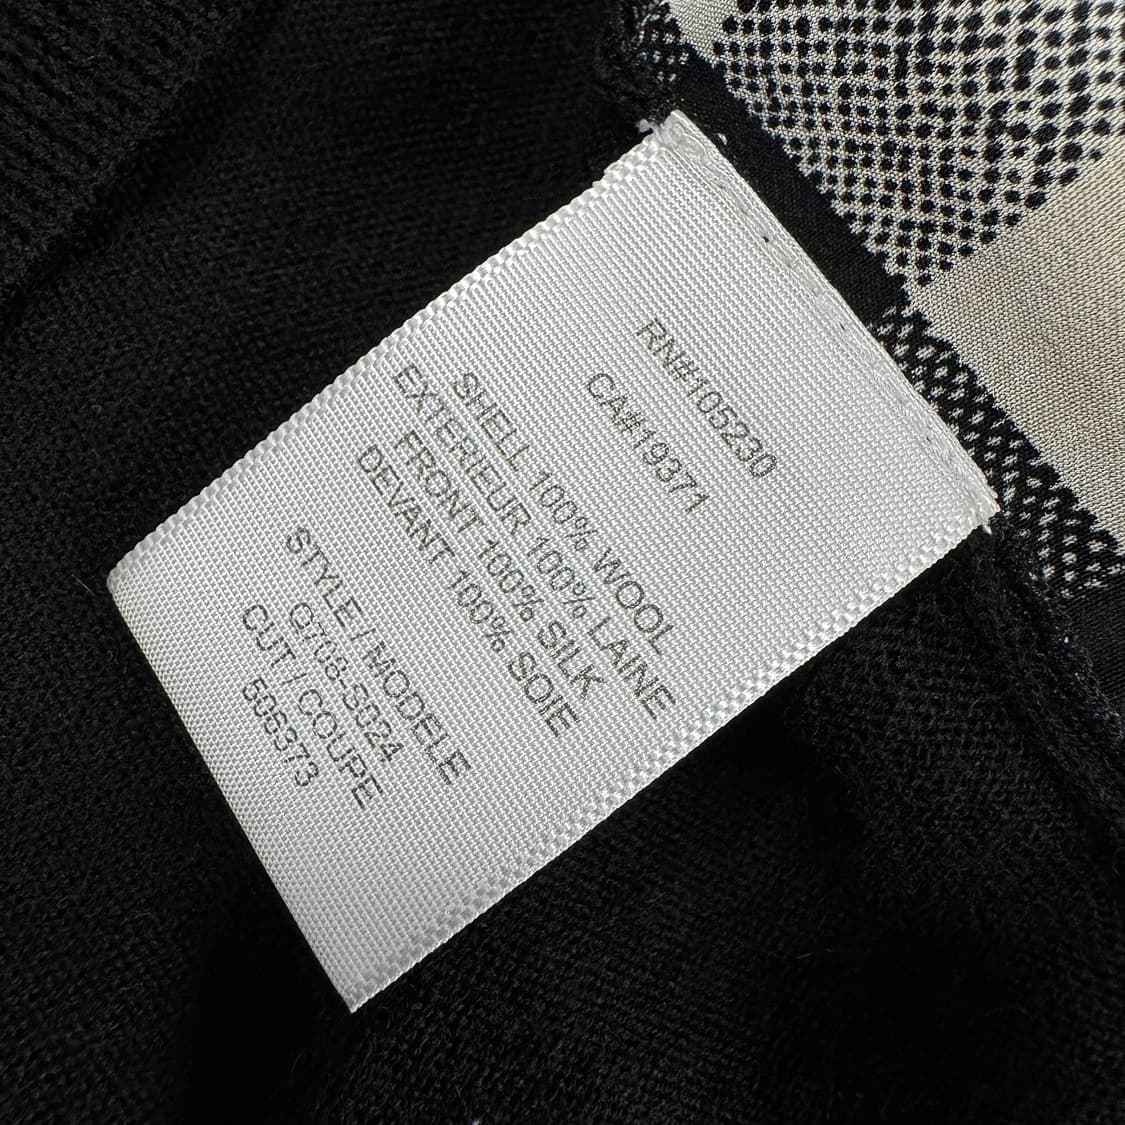 RN#105230
CA#19371
SHELL 100% WOOL
EXTERIEUR 100% LAINE
FRONT 100% SILK
DEVANT 100% SOIE
STYLE / MODELE
Q708-S024
CUT / COUPE
506373